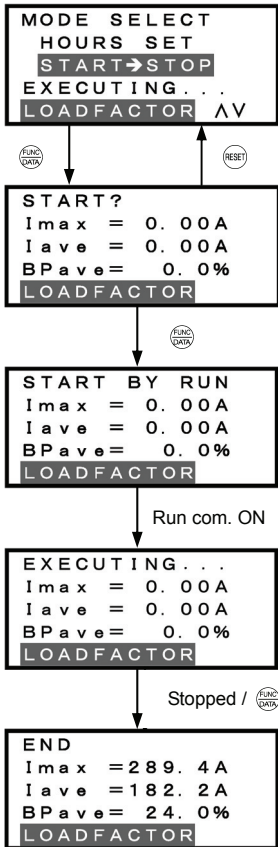 MODE SELECT
HOURS SET
START→STOP
EXECUTING...
LOADFACTOR ∧∨
FUNC
DATA
RESET
START?
Imax = 0.00A
Iave = 0.00A
BPave= 0.0%
LOADFACTOR
FUNC
DATA
START BY RUN
Imax = 0.00A
Iave = 0.00A
BPave= 0.0%
LOADFACTOR
Run com. ON
EXECUTING...
Imax = 0.00A
Iave = 0.00A
BPave= 0.0%
LOADFACTOR
Stopped / FUNC
DATA
END
Imax =289.4A
Iave =182.2A
BPave= 24.0%
LOADFACTOR